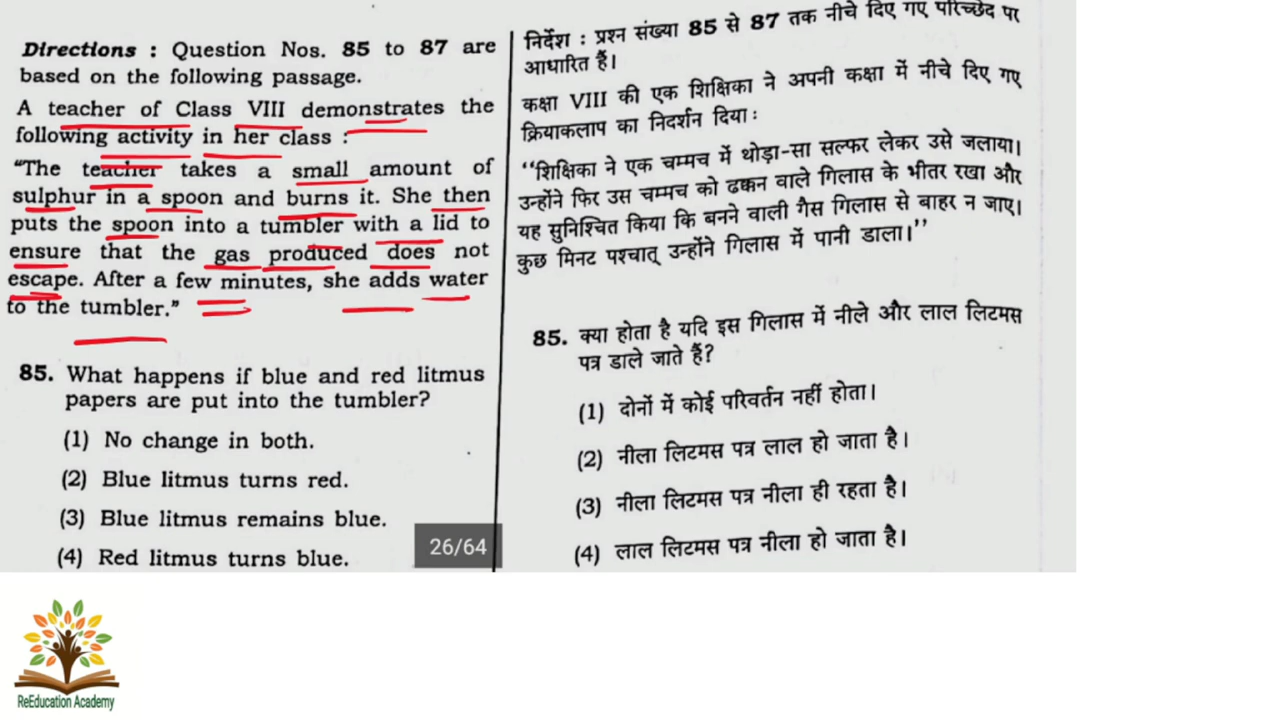 Directions : Question Nos. 85 to 87 are
based on the following passage.
A teacher of Class VIII demonstrates the
following activity in her class :
“The teacher takes a small amount of
sulphur in a spoon and burns it. She then
puts the spoon into a tumbler with a lid to
ensure that the gas produced does not
escape. After a few minutes, she adds water
to the tumbler.”
85. What happens if blue and red litmus
papers are put into the tumbler?
(1) No change in both.
(2) Blue litmus turns red.
(3) Blue litmus remains blue.
(4) Red litmus turns blue.
26/64
निर्देश : प्रश्न संख्या 85 से 87 तक नीचे दिए गए परिच्छेद पर
आधारित हैं।
कक्षा VIII की एक शिक्षिका ने अपनी कक्षा में नीचे दिए गए
क्रियाकलाप का निदर्शन दिया :
‘‘शिक्षिका ने एक चम्मच में थोड़ा-सा सल्फर लेकर उसे जलाया।
उन्होंने फिर उस चम्मच को ढक्कन वाले गिलास के भीतर रखा और
यह सुनिश्चित किया कि बनने वाली गैस गिलास से बाहर न जाए।
कुछ मिनट पश्चात् उन्होंने गिलास में पानी डाला।’’
85. क्या होता है यदि इस गिलास में नीले और लाल लिटमस
पत्र डाले जाते हैं?
(1) दोनों में कोई परिवर्तन नहीं होता।
(2) नीला लिटमस पत्र लाल हो जाता है।
(3) नीला लिटमस पत्र नीला ही रहता है।
(4) लाल लिटमस पत्र नीला हो जाता है।
ReEducation Academy